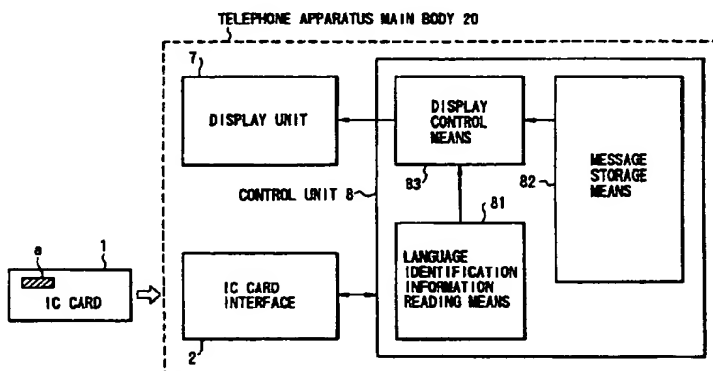 TELEPHONE APPARATUS MAIN BODY 20
7
DISPLAY UNIT
DISPLAY
CONTROL
MEANS
83
MESSAGE
STORAGE
MEANS
82
CONTROL UNIT 8
81
LANGUAGE
IDENTIFICATION
INFORMATION
READING MEANS
IC CARD
INTERFACE
2
1
a
IC CARD